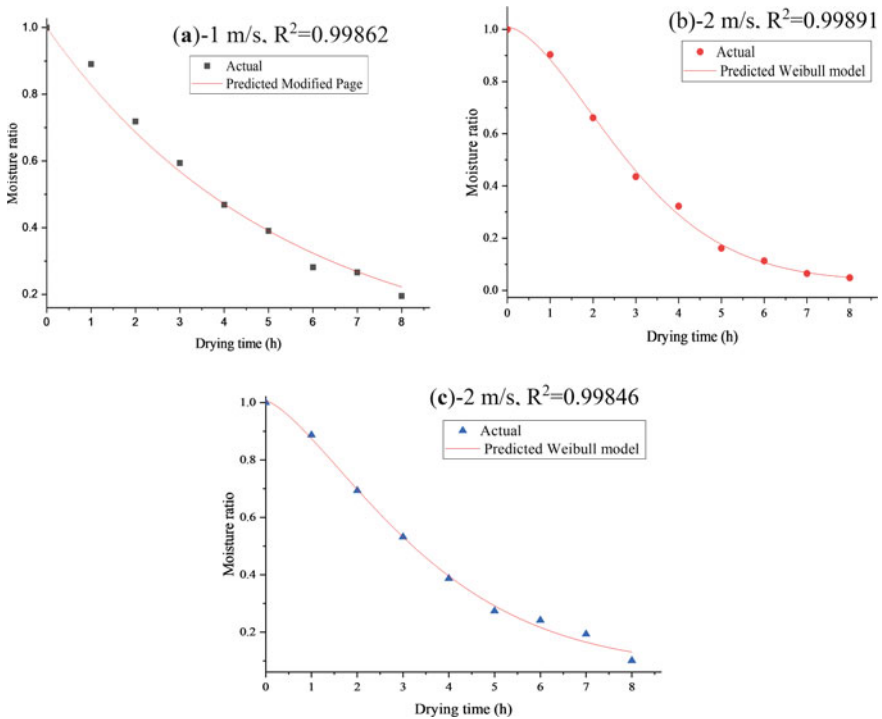 (a)-1 m/s, R²=0.99862
Actual
Predicted Modified Page
Moisture ratio
1.0
0.8
0.6
0.4
0.2
0 1 2 3 4 5 6 7 8
Drying time (h)
(b)-2 m/s, R²=0.99891
Actual
Predicted Weibull model
Moisture ratio
1.0
0.8
0.6
0.4
0.2
0.0
0 1 2 3 4 5 6 7 8
Drying time (h)
(c)-2 m/s, R²=0.99846
Actual
Predicted Weibull model
Moisture ratio
1.0
0.8
0.6
0.4
0.2
0 1 2 3 4 5 6 7 8
Drying time (h)